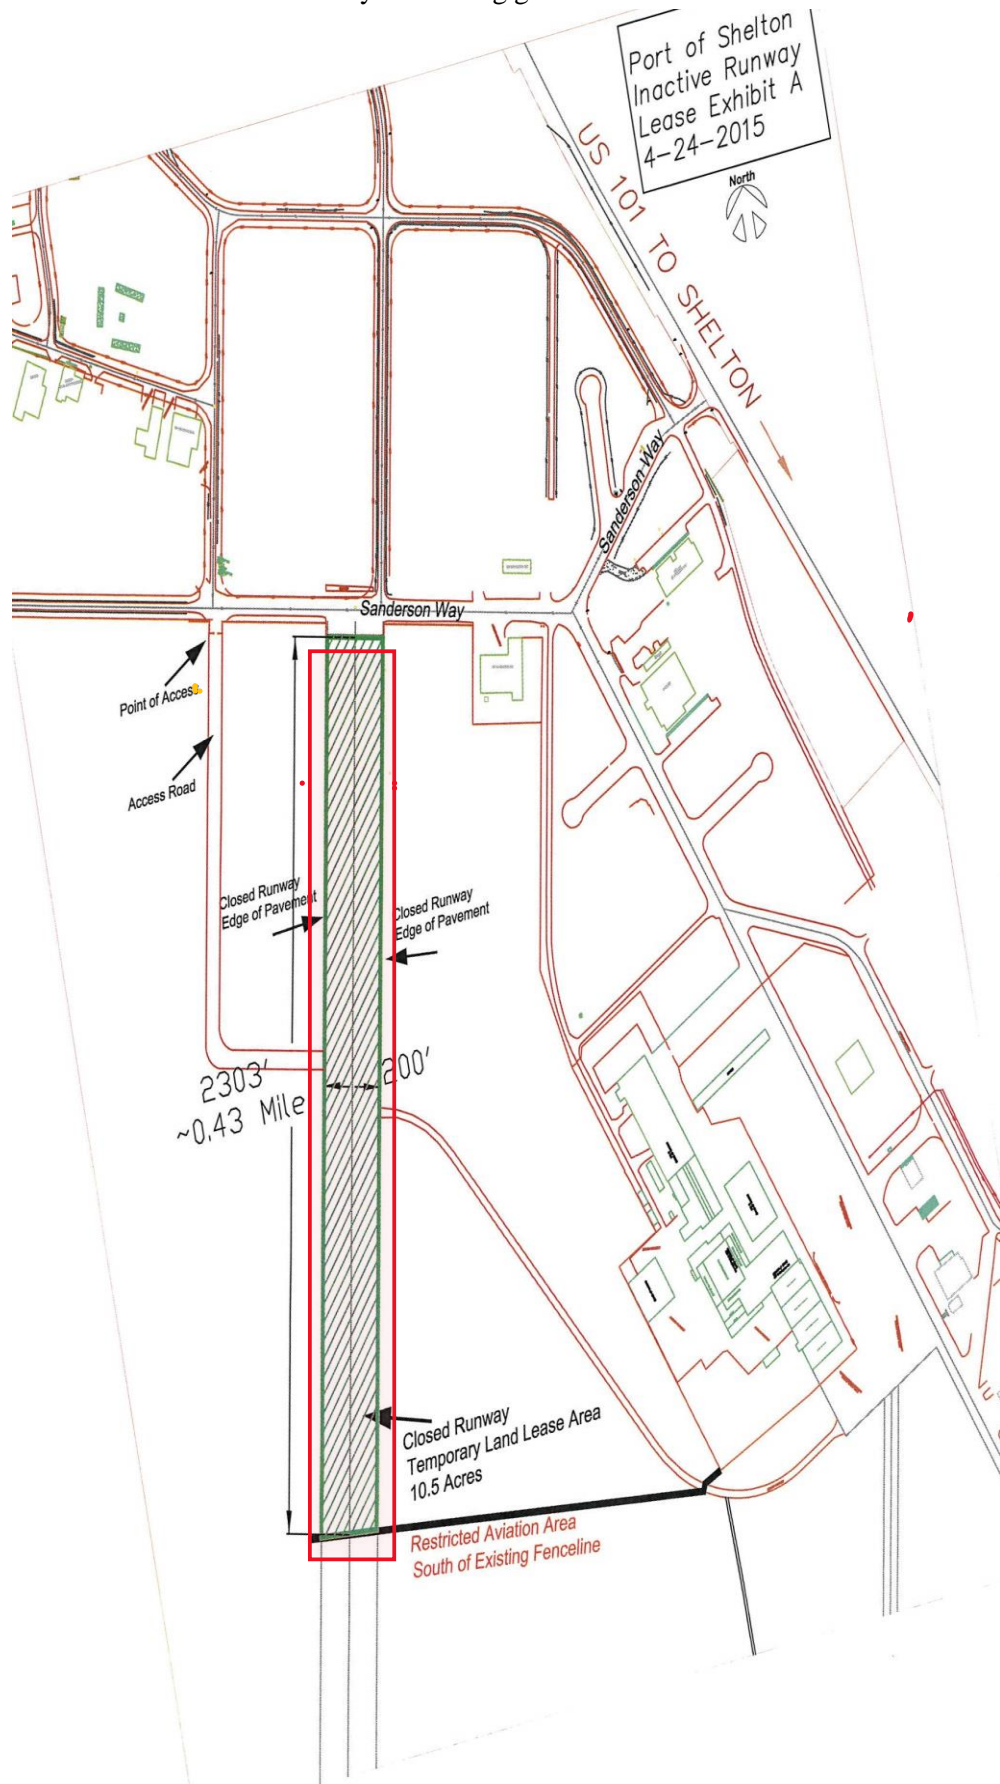 Port of Shelton
Inactive Runway
Lease Exhibit A
4-24-2015
North
US 101 TO SHELTON
Sanderson Way
Sanderson Way
Point of Access
Access Road
Closed Runway
Edge of Pavement
Closed Runway
Edge of Pavement
2303'
~0.43 Mile
200'
Closed Runway
Temporary Land Lease Area
10.5 Acres
Restricted Aviation Area
South of Existing Fenceline